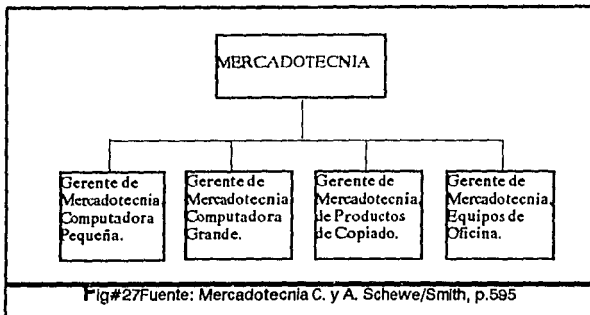 MERCADOTECNIA
Gerente de
Mercadotecnia
Computadora
Pequeña.
Gerente de
Mercadotecnia
Computadora
Grande.
Gerente de
Mercadotecnia,
de Productos
de Copiado.
Gerente de
Mercadotecnia,
Equipos de
Oficina.
Fig#27Fuente: Mercadotecnia C. y A. Schewe/Smith, p.595